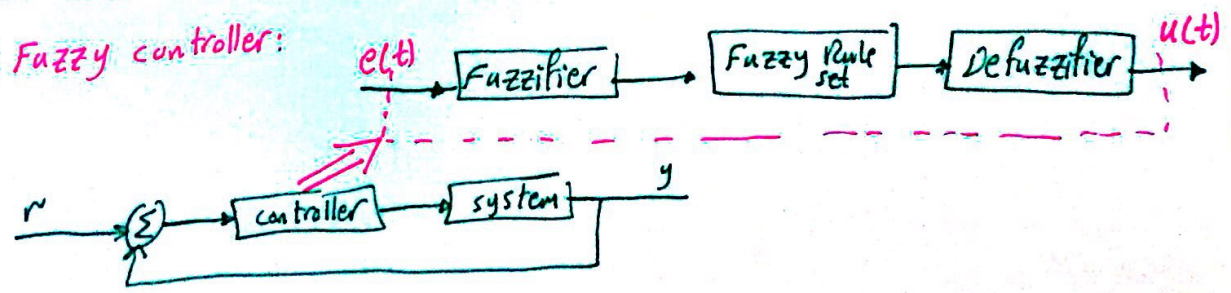 Fuzzy controller:
e(t)
Fuzzifier
Fuzzy Rule
set
Defuzzifier
u(t)
r
Σ
controller
system
y